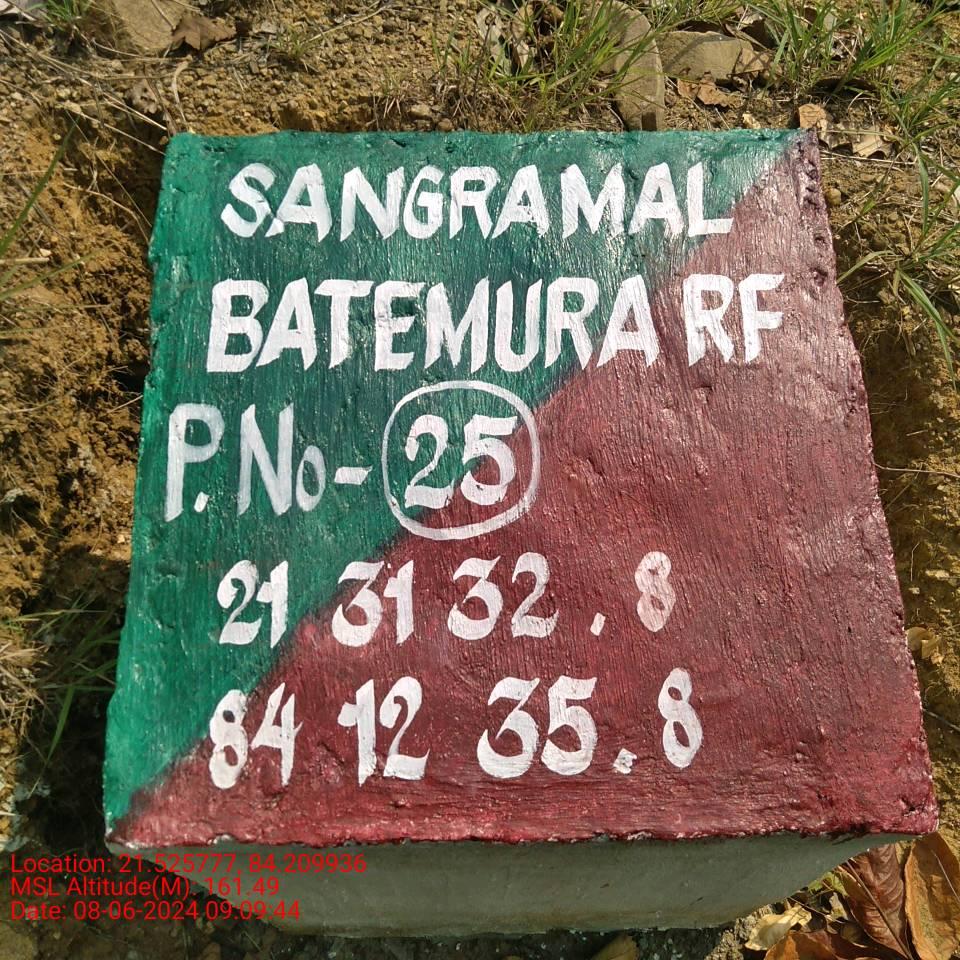 SANGRAMAL
BATEMURA RF
P. No- 25
21 31 32.8
84 12 35.8
Location: 21.525777, 84.209936
MSL Altitude(M): 161.49
Date: 08-06-2024 09:09:44